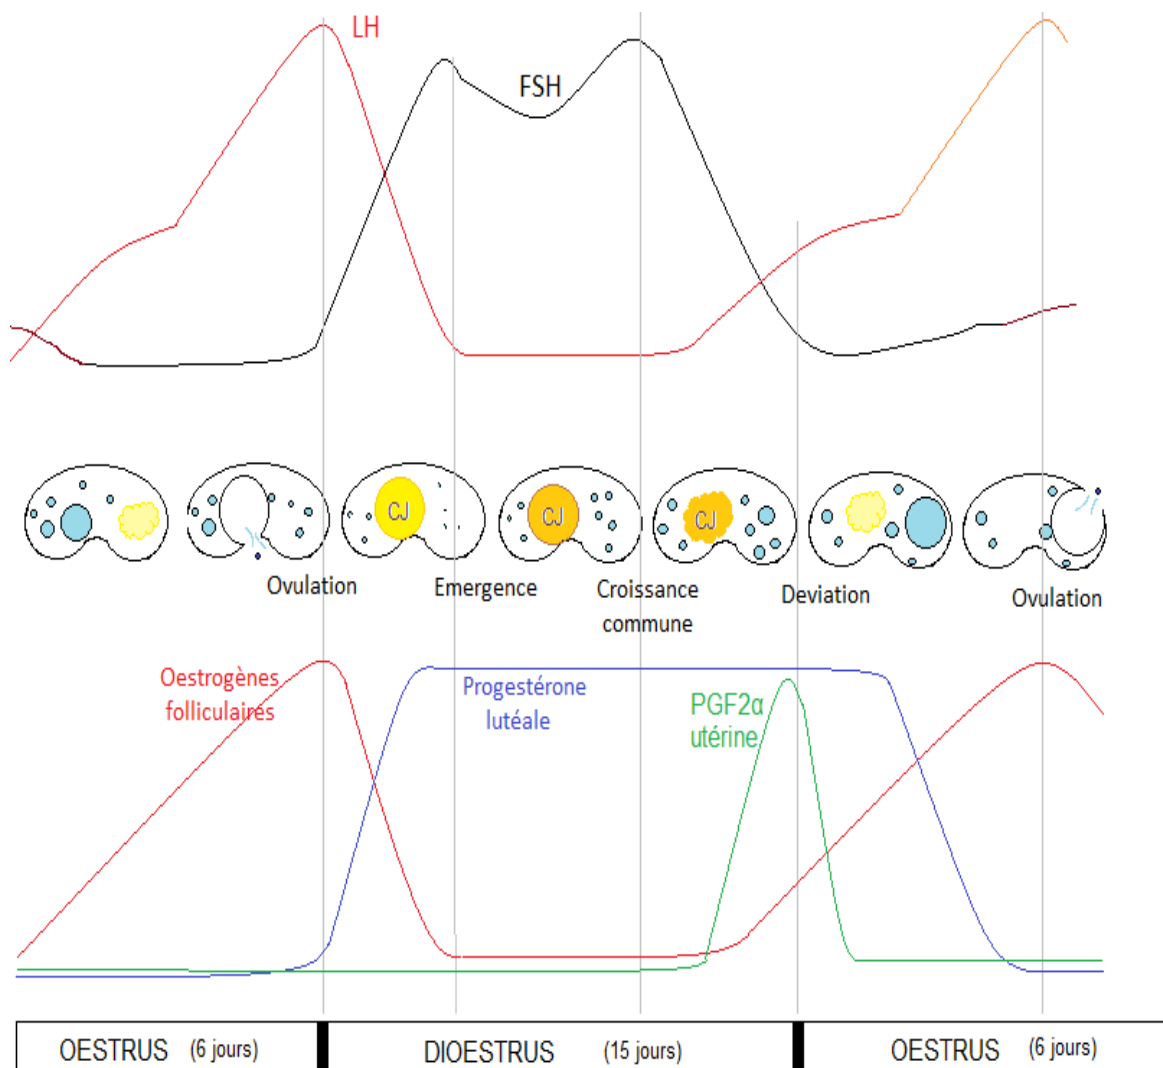 LH
FSH
CJ
CJ
CJ
Ovulation
Emergence
Croissance
commune
Deviation
Ovulation
Oestrogènes
folliculaires
Progestérone
lutéale
PGF2α
utérine
OESTRUS (6 jours)
DIOESTRUS (15 jours)
OESTRUS (6 jours)